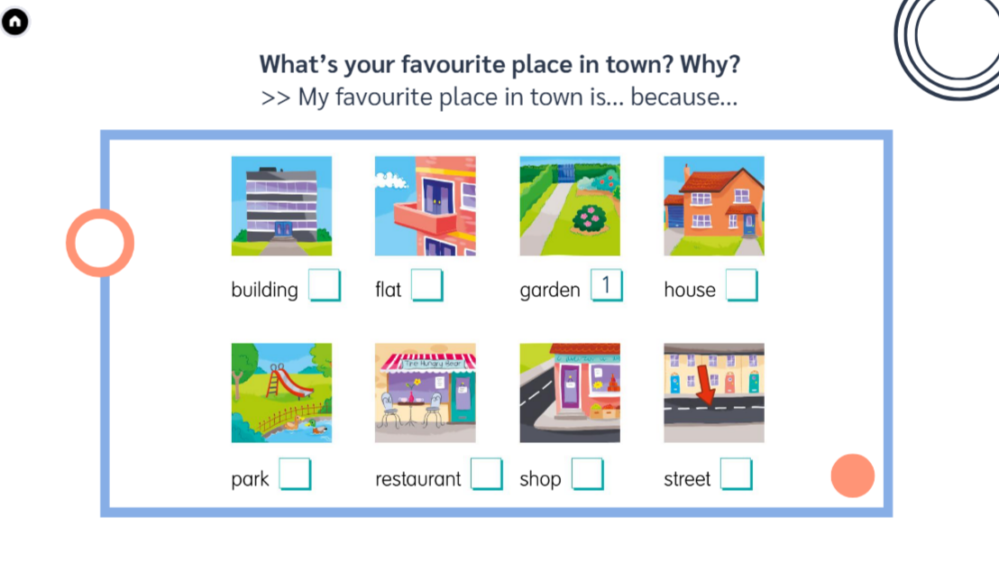 What's your favourite place in town? Why?
>> My favourite place in town is... because...
building
flat
garden 1
house
The Hungry Bear
park
restaurant
shop
street